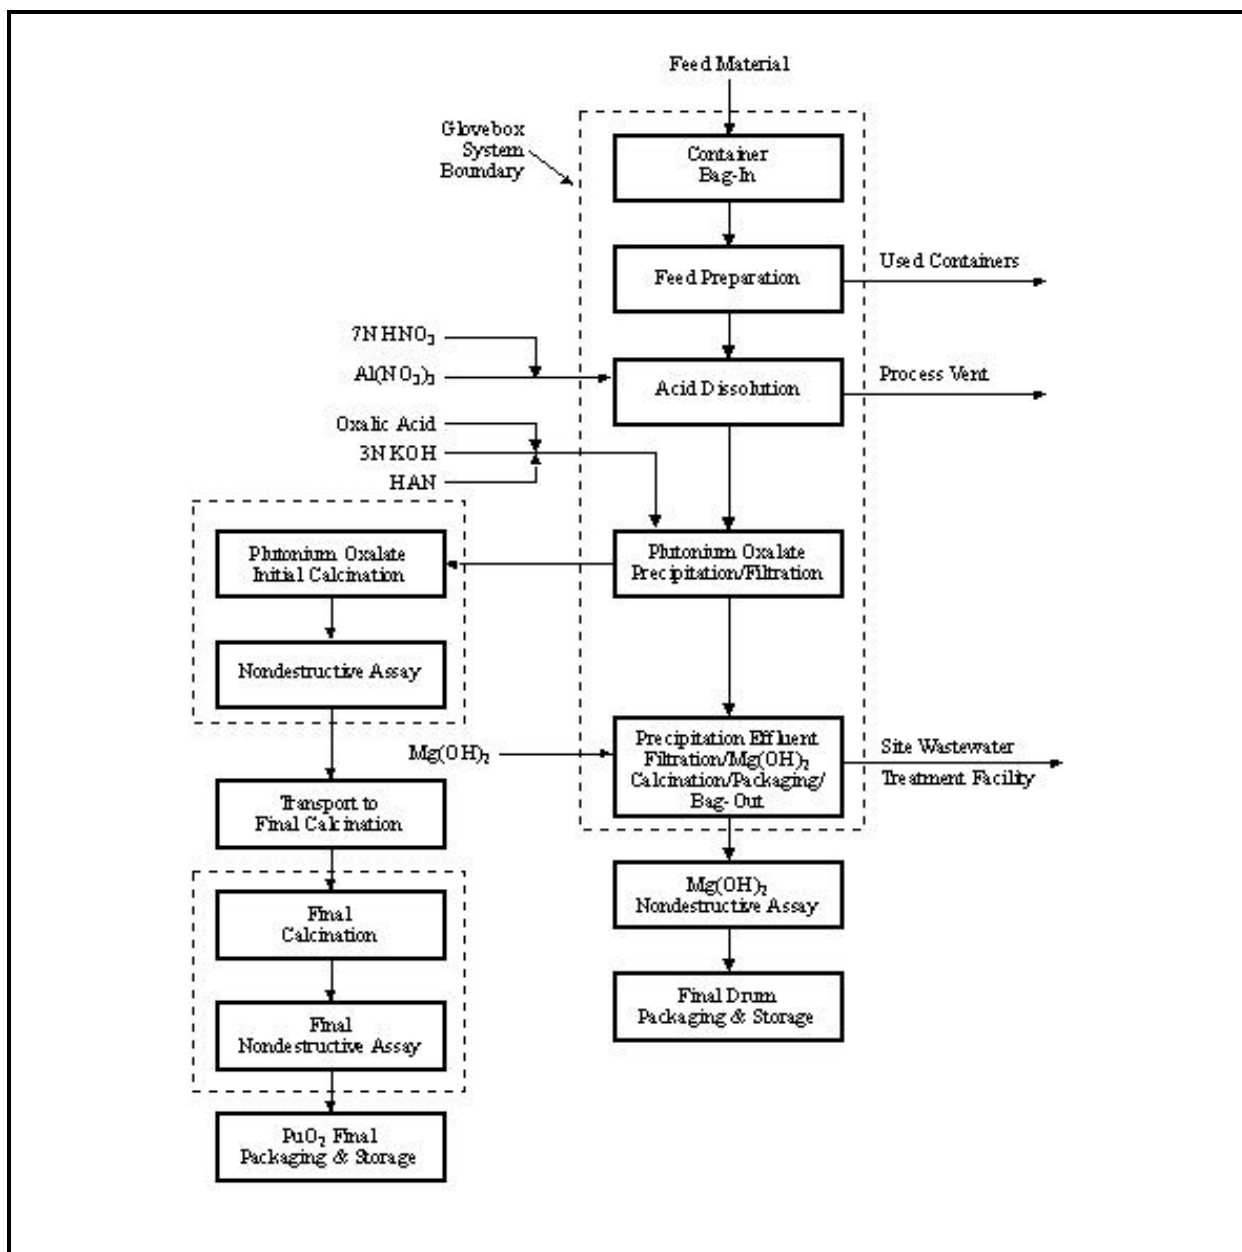 Feed Material
Glovebox
System
Boundary
Container
Bag-In
Feed Preparation
Used Containers
7N HNO₃
Al(NO₃)₃
Acid Dissolution
Process Vent
Oxalic Acid
3N KOH
HAN
Plutonium Oxalate
Initial Calcination
Plutonium Oxalate
Precipitation/Filtration
Nondestructive Assay
Mg(OH)₂
Precipitation Effluent
Filtration/Mg(OH)₂
Calcination/Packaging/
Bag-Out
Site Wastewater
Treatment Facility
Transport to
Final Calcination
Mg(OH)₂
Nondestructive Assay
Final
Calcination
Final Drum
Packaging & Storage
Final
Nondestructive Assay
PuO₂ Final
Packaging & Storage